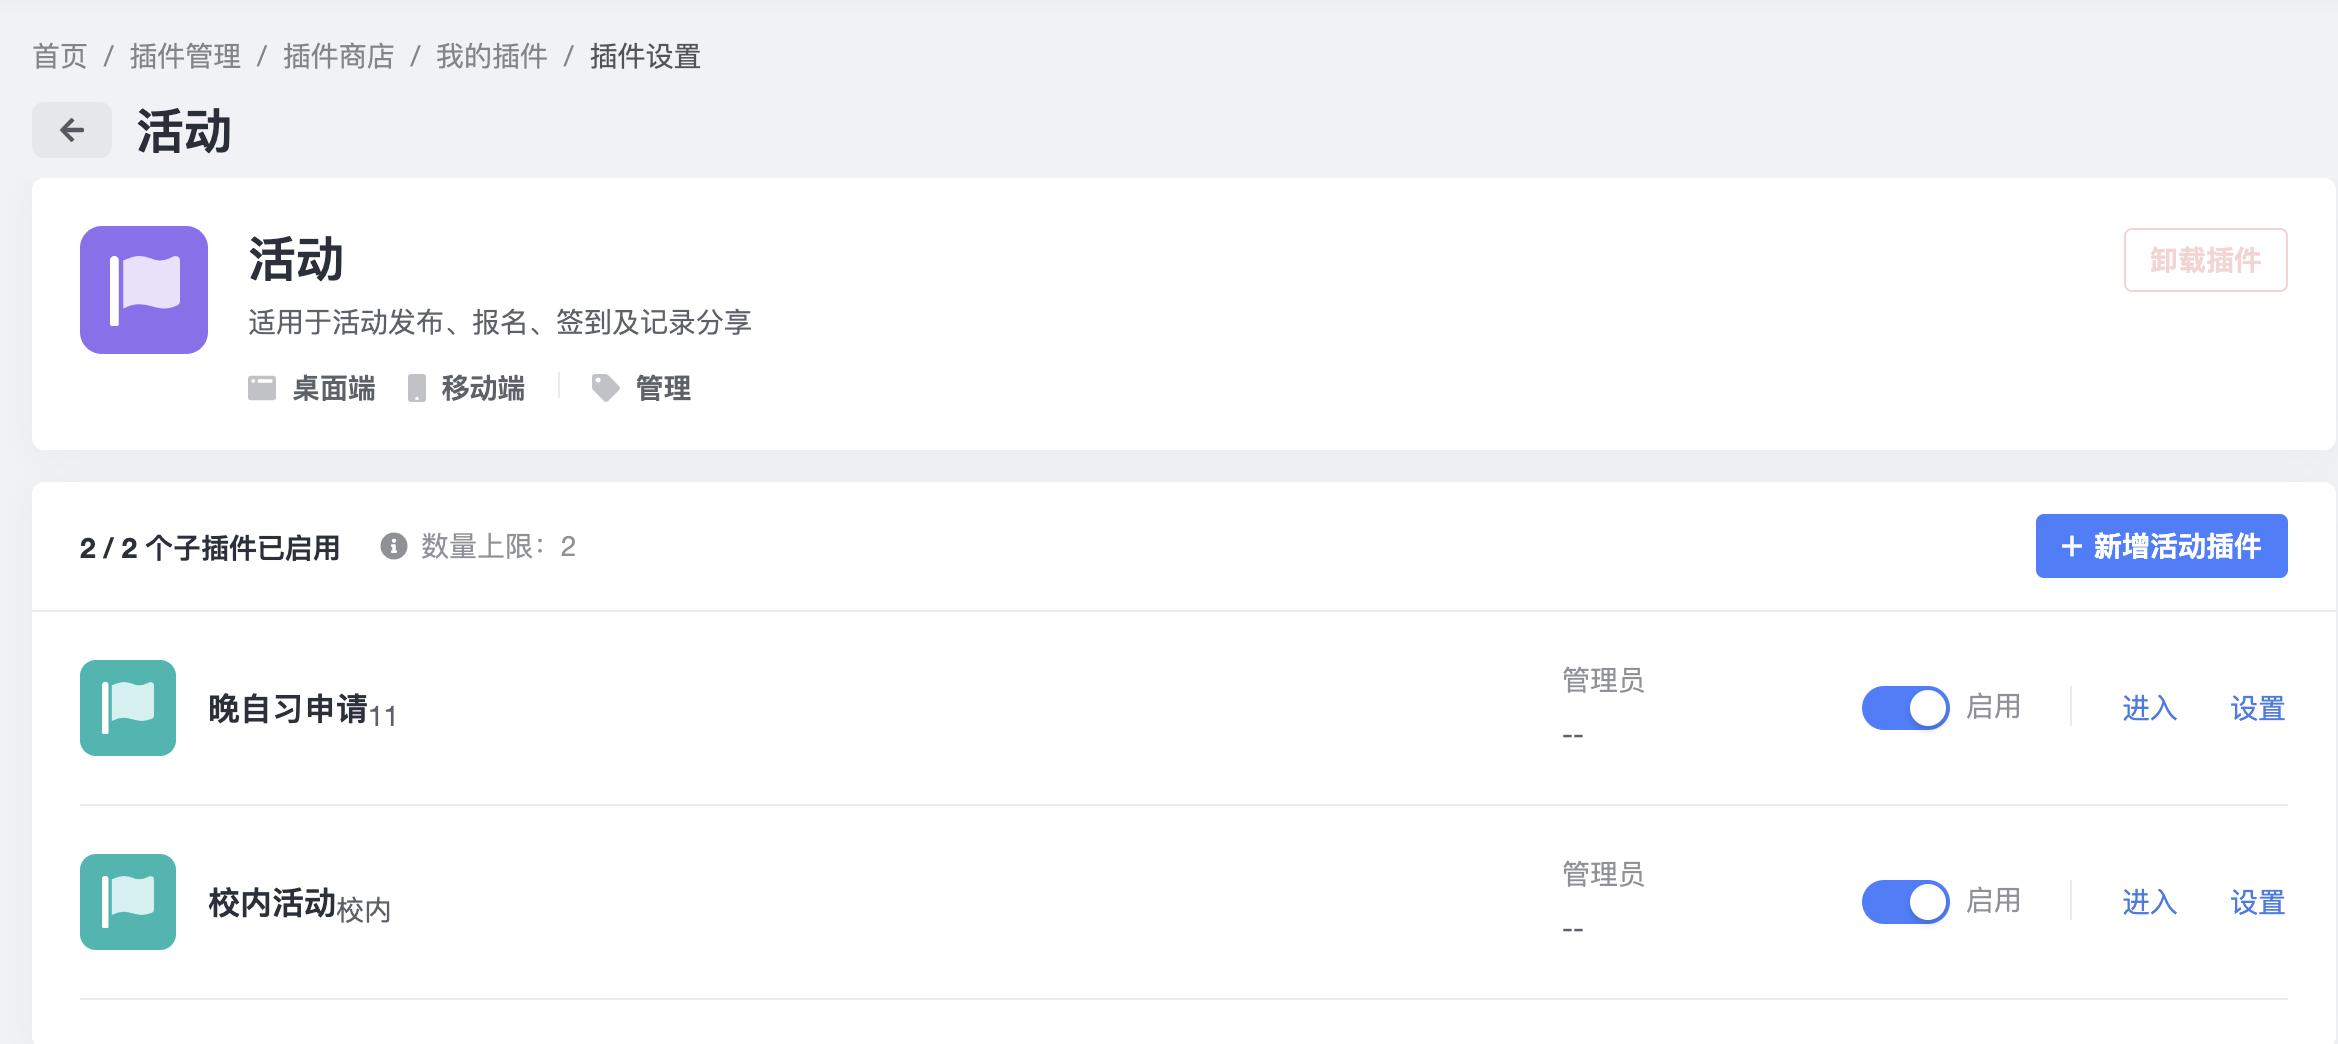 首页 / 插件管理 / 插件商店 / 我的插件 / 插件设置
活动
活动
卸载插件
适用于活动发布、报名、签到及记录分享
桌面端 移动端 管理
2 / 2 个子插件已启用 数量上限：2 + 新增活动插件
管理员
晚自习申请11 启用 进入 设置
--
管理员
校内活动校内 启用 进入 设置
--